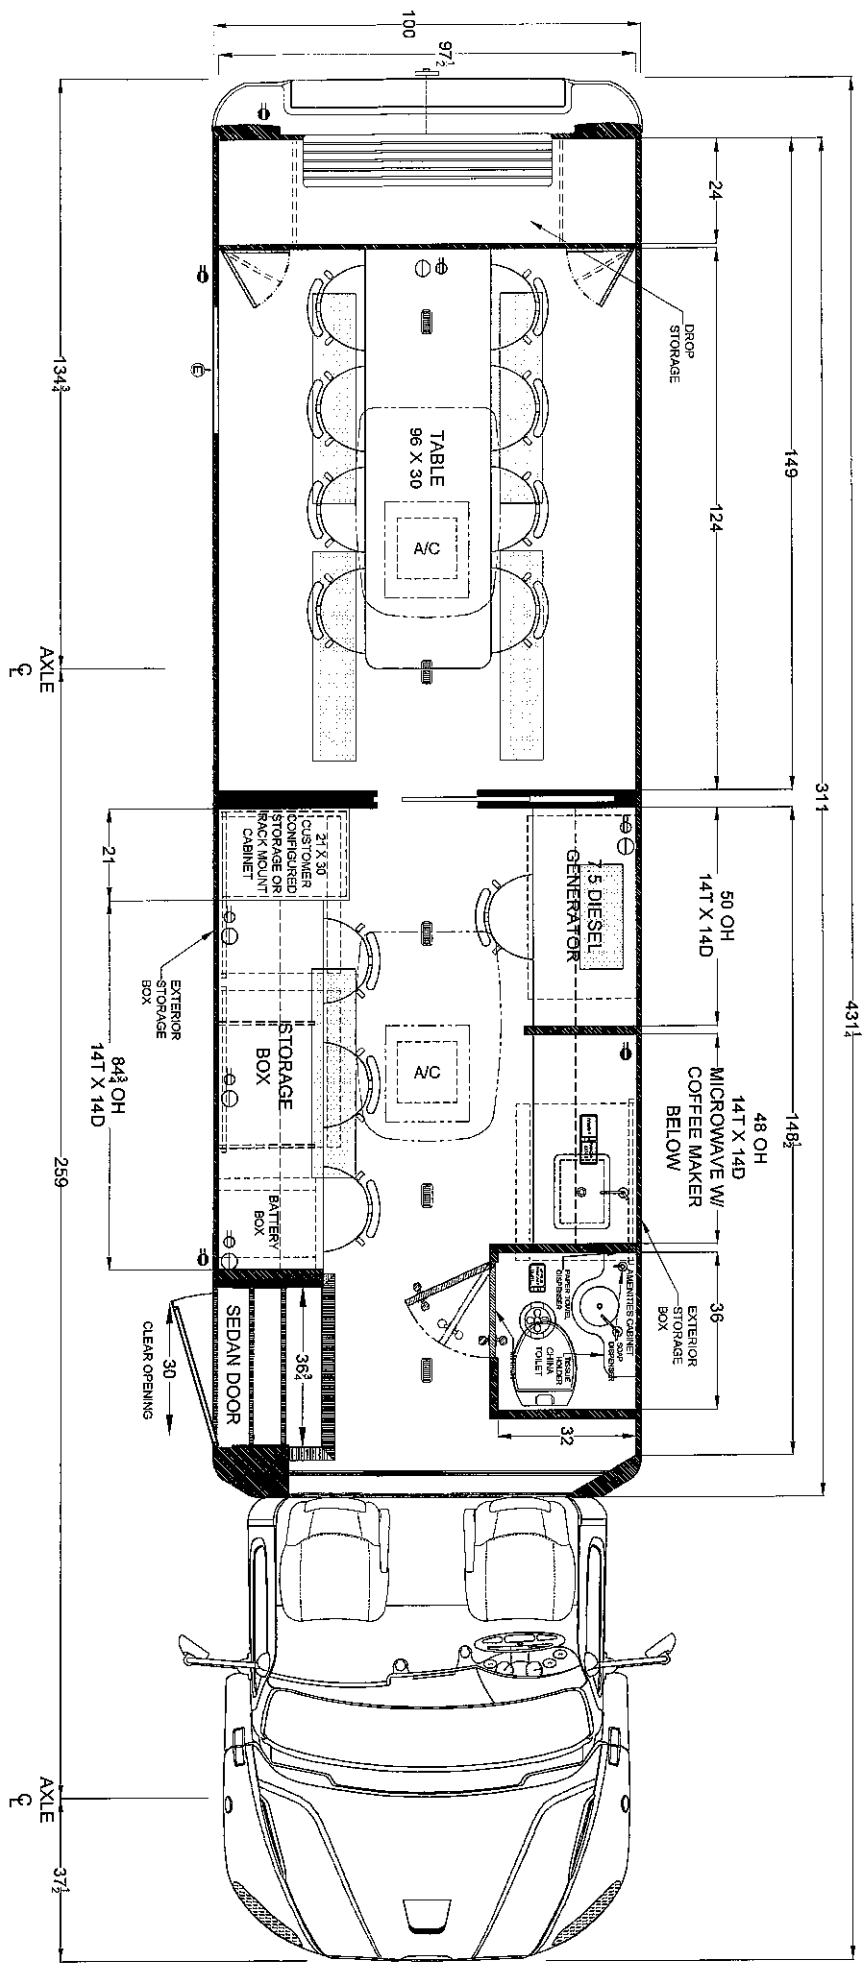 100
97½
24
149
124
311
431¼
DROP
STORAGE
134¾
TABLE
96 X 30
A/C
AXLE
℄
E
21
21 X 30
CUSTOMER
CONFIGURED
STORAGE OR
RACK MOUNT
CABINET
7.5 DIESEL
GENERATOR
50 OH
14T X 14D
148½
EXTERIOR
STORAGE
BOX
STORAGE
BOX
A/C
84¾ OH
14T X 14D
48 OH
14T X 14D
MICROWAVE W/
COFFEE MAKER
BELOW
259
BATTERY
BOX
EXTERIOR
STORAGE
BOX
36
AMENITIES CABINET
SOAP
DISPENSER
PAPER TOWEL
DISPENSER
TISSUE
HOLDER
CHINA
TOILET
MIRROR
32
SEDAN DOOR
36¾
30
CLEAR OPENING
AXLE
℄
37½